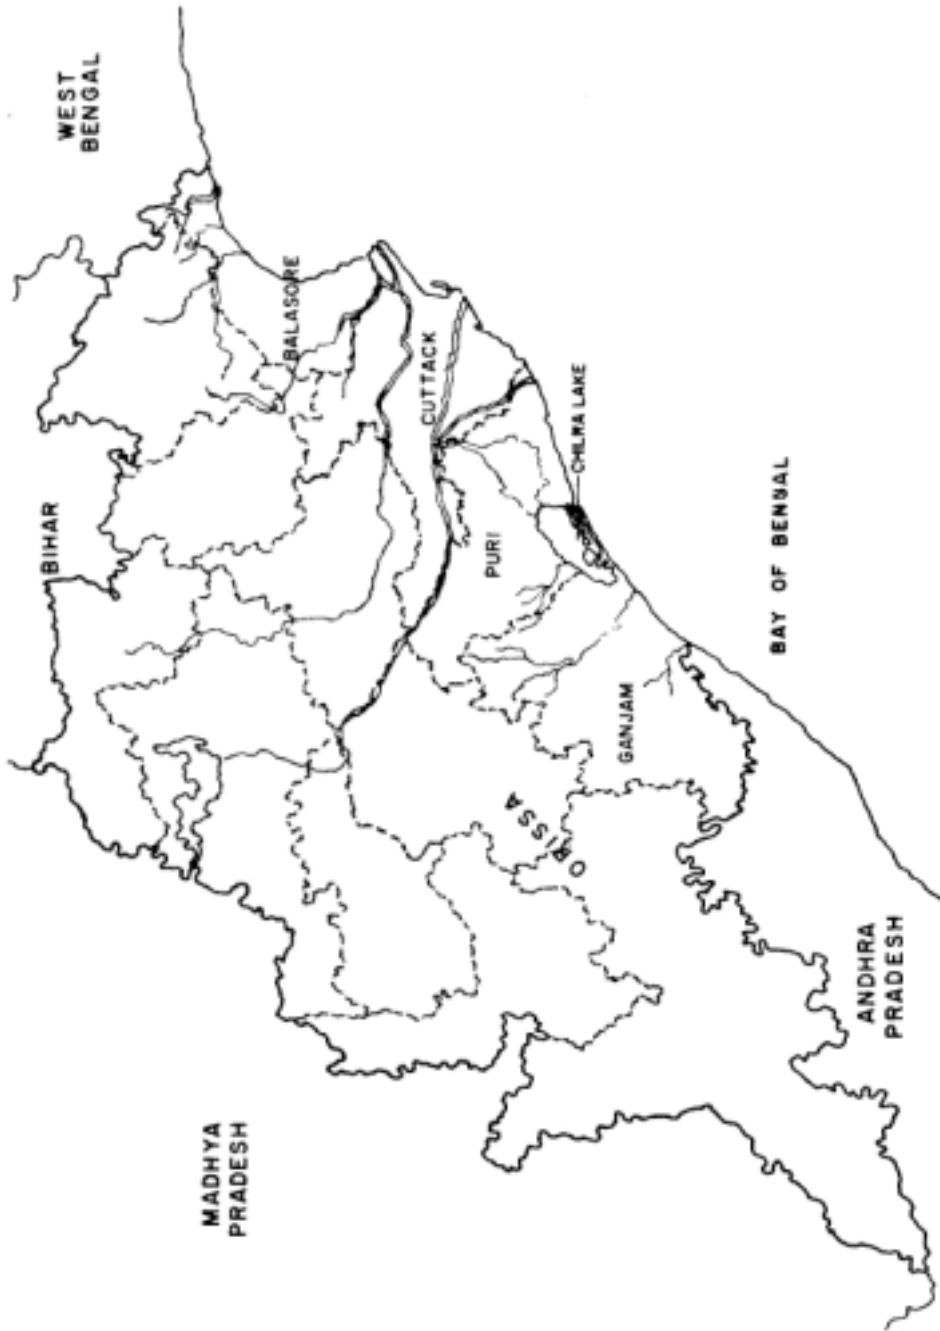 BIHAR
WEST
BENGAL
MADHYA
PRADESH
BALASORE
CUTTACK
PURI
ORISSA
CHILKA LAKE
GANJAM
BAY OF BENGAL
ANDHRA
PRADESH